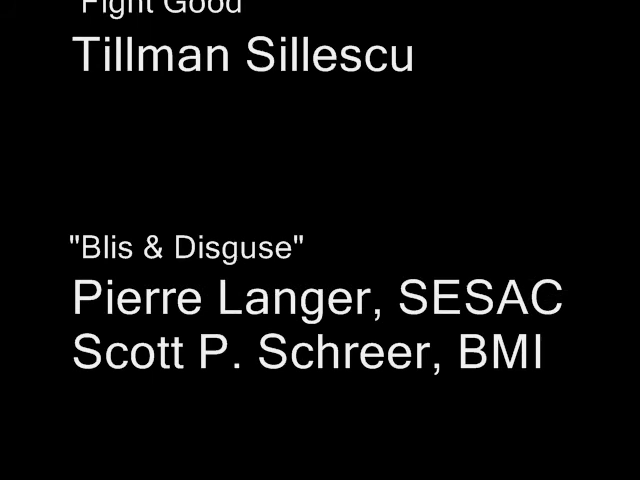 Fight Good
Tillman Sillescu
"Blis & Disguse"
Pierre Langer, SESAC
Scott P. Schreer, BMI